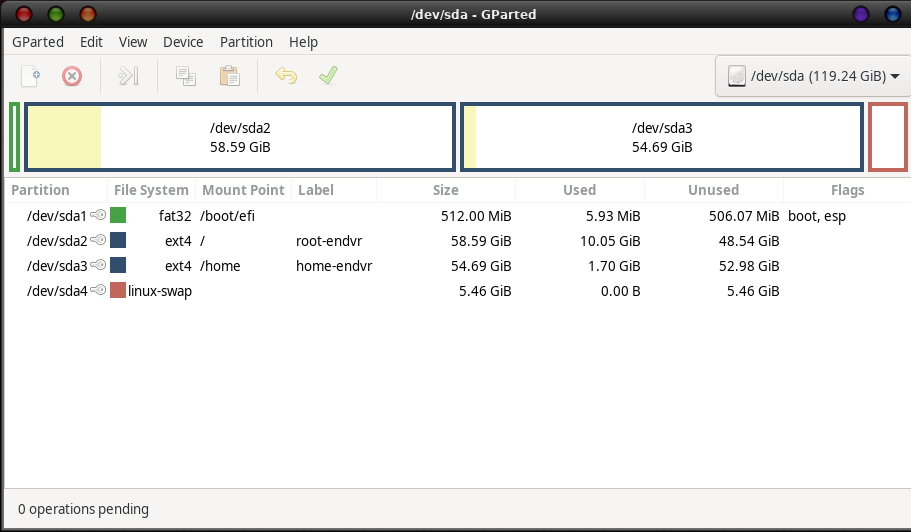 /dev/sda - GParted
GParted Edit View Device Partition Help
/dev/sda (119.24 GiB)
/dev/sda2
58.59 GiB
/dev/sda3
54.69 GiB
Partition File System Mount Point Label Size Used Unused Flags
/dev/sda1 fat32 /boot/efi 512.00 MiB 5.93 MiB 506.07 MiB boot, esp
/dev/sda2 ext4 / root-endvr 58.59 GiB 10.05 GiB 48.54 GiB
/dev/sda3 ext4 /home home-endvr 54.69 GiB 1.70 GiB 52.98 GiB
/dev/sda4 linux-swap 5.46 GiB 0.00 B 5.46 GiB
0 operations pending